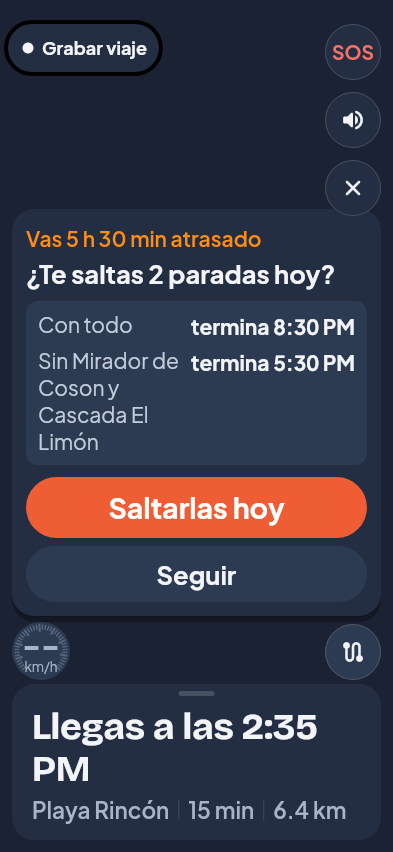 Grabar viaje
SOS
Vas 5 h 30 min atrasado
¿Te saltas 2 paradas hoy?
Con todo termina 8:30 PM
Sin Mirador de termina 5:30 PM
Coson y
Cascada El
Limón
Saltarlas hoy
Seguir
-- 
km/h
Llegas a las 2:35
PM
Playa Rincón 15 min 6.4 km